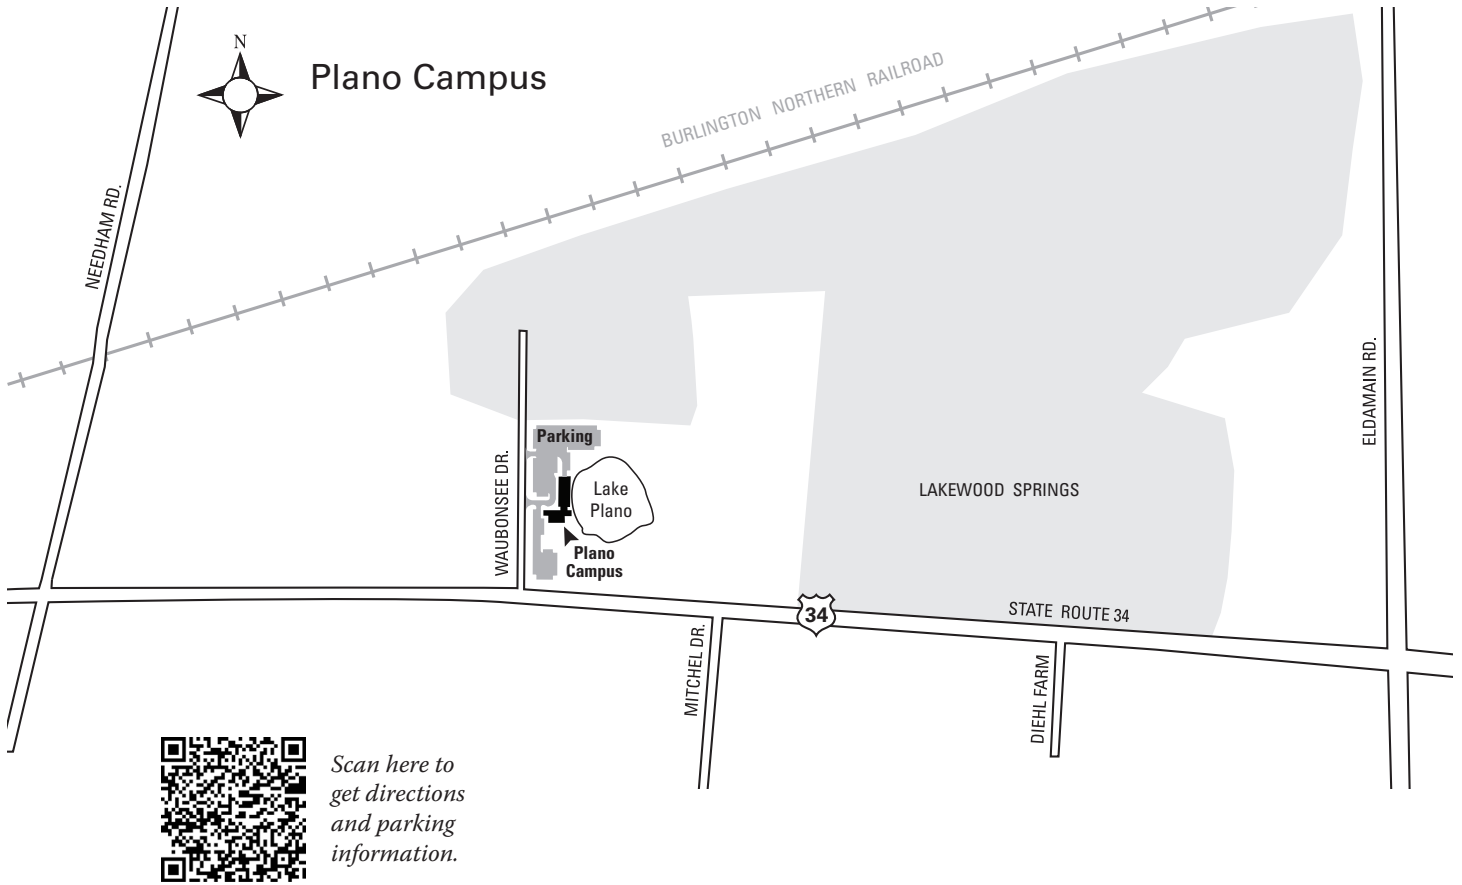 N
Plano Campus
BURLINGTON NORTHERN RAILROAD
NEEDHAM RD.
ELDAMAIN RD.
Parking
WAUBONSEE DR.
Lake
Plano
LAKEWOOD SPRINGS
Plano
Campus
34
STATE ROUTE 34
MITCHEL DR.
DIEHL FARM
Scan here to
get directions
and parking
information.